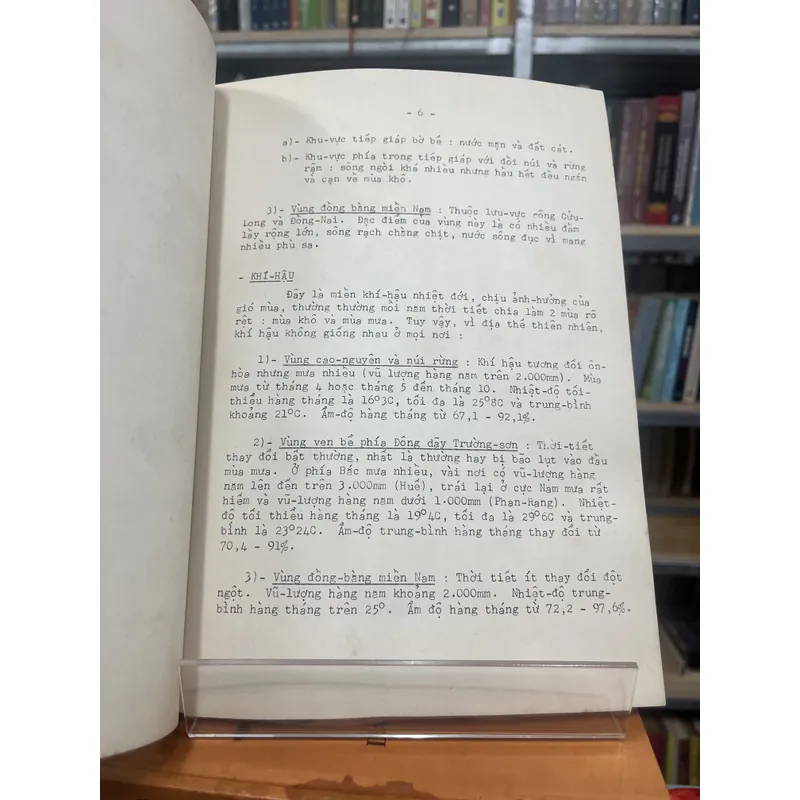 - 6 -
a)- Khu-vực tiếp giáp bờ bể : nước mặn và đất cát.
b)- Khu-vực phía trong tiếp giáp với đồi núi và rừng
rậm : sông ngòi khá nhiều nhưng hầu hết đều ngắn
và cạn về mùa khô.
3)- Vùng đồng bằng miền Nam : Thuộc lưu-vực sông Cửu-
Long và Đồng-Nai. Đặc điểm của vùng này là có nhiều đầm
lầy rộng lớn, sông rạch chằng chịt, nước sông đục vì mang
nhiều phù sa.
- KHÍ-HẬU
Đây là miền khí-hậu nhiệt đới, chịu ảnh-hưởng của
gió mùa, thường thường mỗi năm thời tiết chia làm 2 mùa rõ
rệt : mùa khô và mùa mưa. Tuy vậy, vì địa thế thiên nhiên,
khí hậu không giống nhau ở mọi nơi :
1)- Vùng cao-nguyên và núi rừng : Khí hậu tương đối ôn-
hòa nhưng mưa nhiều (vũ lượng hàng năm trên 2.000mm). Mùa
mưa từ tháng 4 hoặc tháng 5 đến tháng 10. Nhiệt-độ tối-
thiểu hàng tháng là 16º3C, tối đa là 25º8C và trung-bình
khoảng 21ºC. Ẩm-độ hàng tháng từ 67,1 - 92,1%.
2)- Vùng ven bể phía Đông dãy Trường-sơn : Thời-tiết
thay đổi bất thường, nhất là thường hay bị bão lụt vào đầu
mùa mưa. Ở phía Bắc mưa nhiều, vài nơi có vũ-lượng hàng
năm lên đến trên 3.000mm (Huế), trái lại ở cực Nam mưa rất
hiếm và vũ-lượng hàng năm dưới 1.000mm (Phan-Rang). Nhiệt-
độ tối thiểu hàng tháng là 19º4C, tối đa là 29º6C và trung-
bình là 23º24C. Ẩm-độ trung-bình hàng tháng thay đổi từ
70,4 - 91%.
3)- Vùng đồng-bằng miền Nam : Thời tiết ít thay đổi đột
ngột. Vũ-lượng hàng năm khoảng 2.000mm. Nhiệt-độ trung-
bình hàng tháng trên 25º. Ẩm độ hàng tháng từ 72,2 - 97,6%.